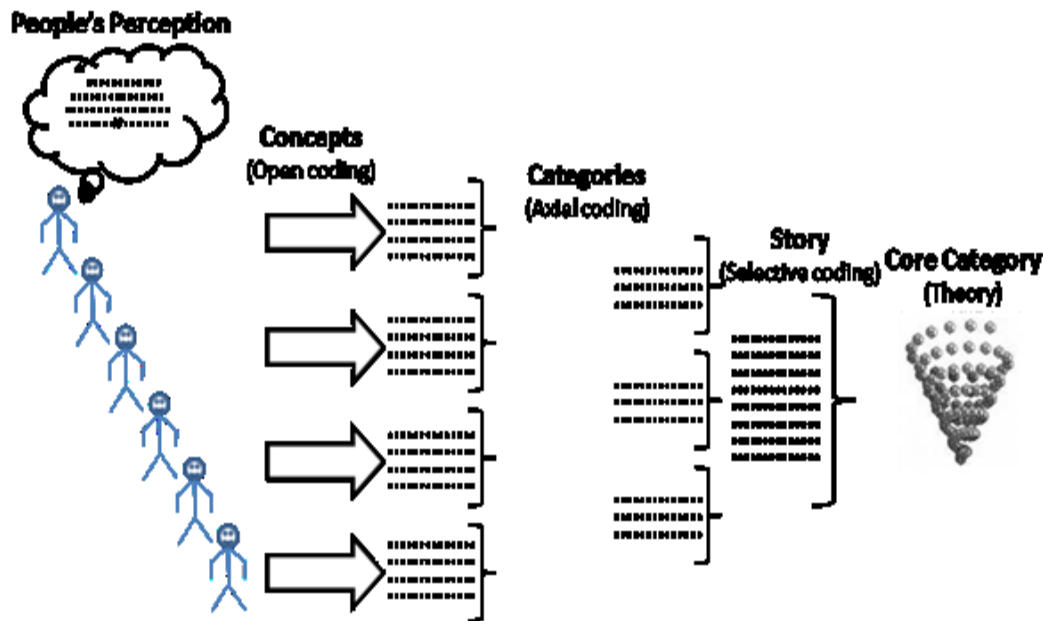 People's Perception
Concepts
(Open coding)
Categories
(Axial coding)
Story
(Selective coding)
Core Category
(Theory)